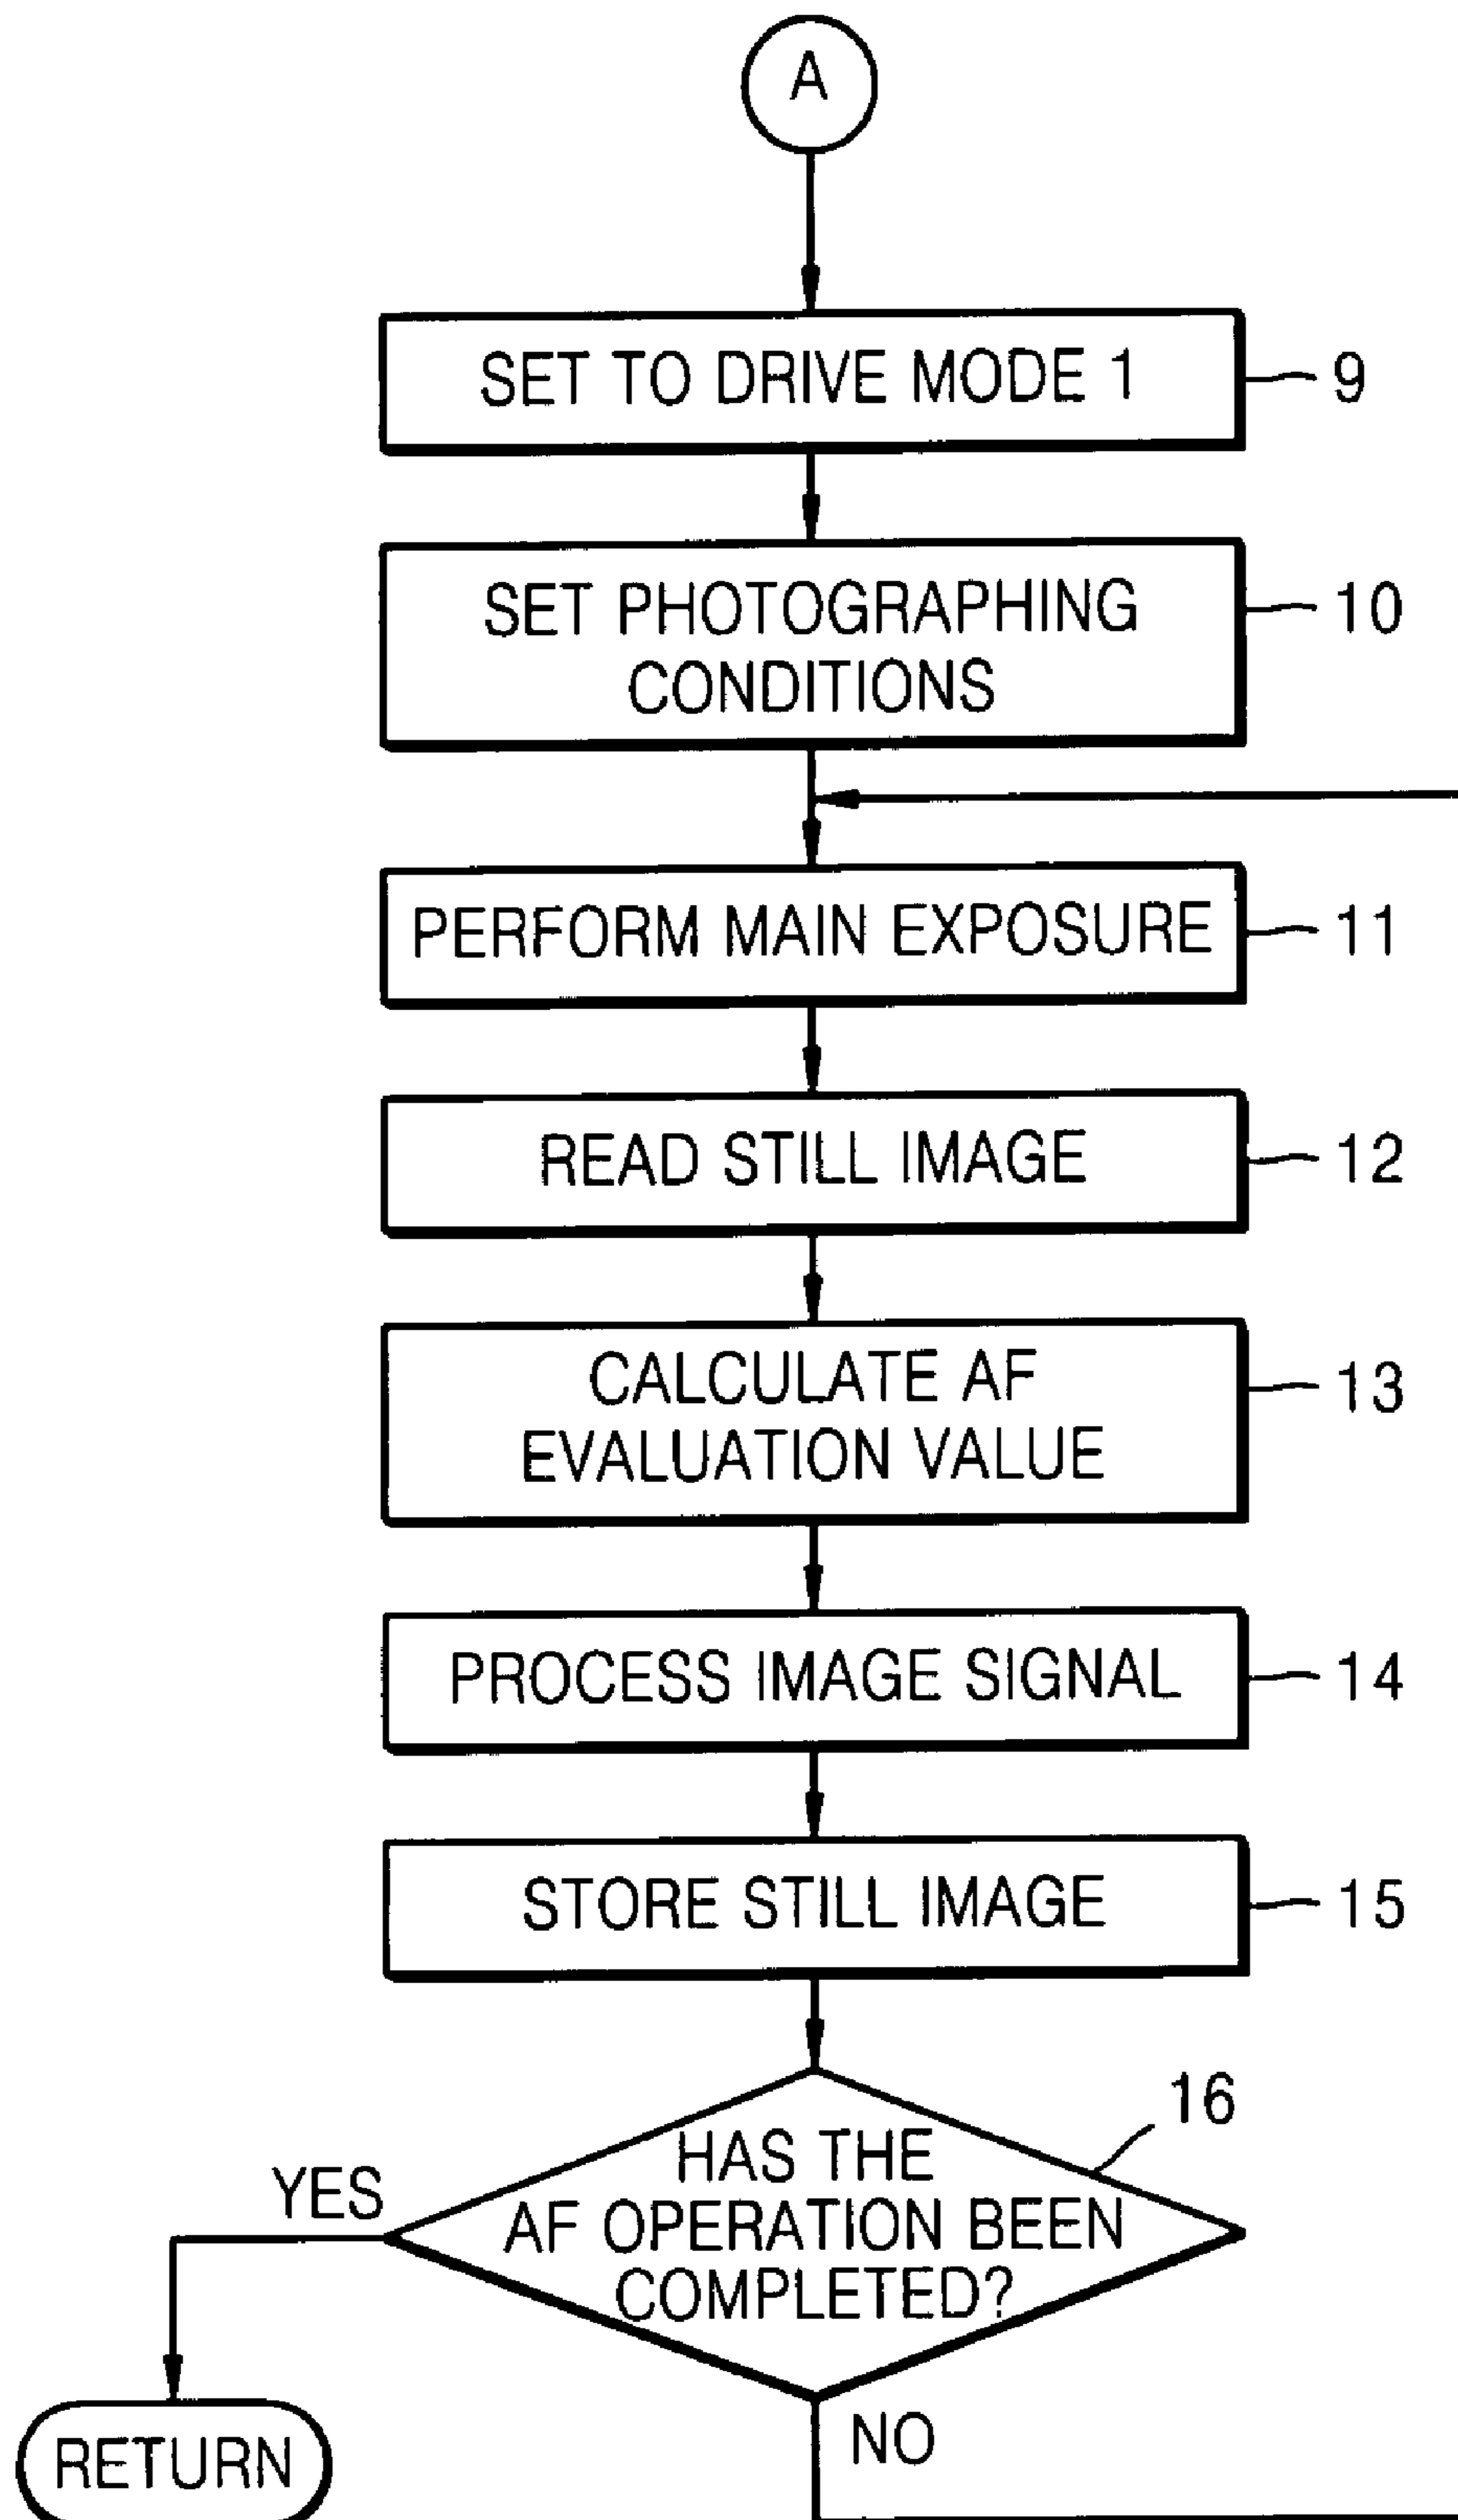 A
SET TO DRIVE MODE 1
9
SET PHOTOGRAPHING
CONDITIONS
10
PERFORM MAIN EXPOSURE
11
READ STILL IMAGE
12
CALCULATE AF
EVALUATION VALUE
13
PROCESS IMAGE SIGNAL
14
STORE STILL IMAGE
15
16
HAS THE
AF OPERATION BEEN
COMPLETED?
YES
RETURN
NO